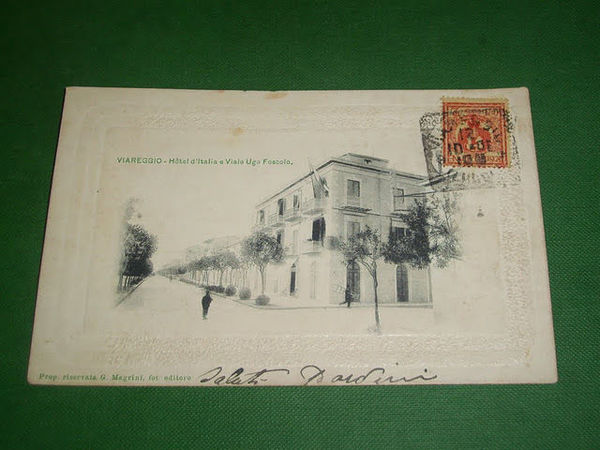 VIAREGGIO - Hôtel d'Italia e Viale Ugo Foscolo.
Prop. riservata G. Magrini, fot. editore
Saluti